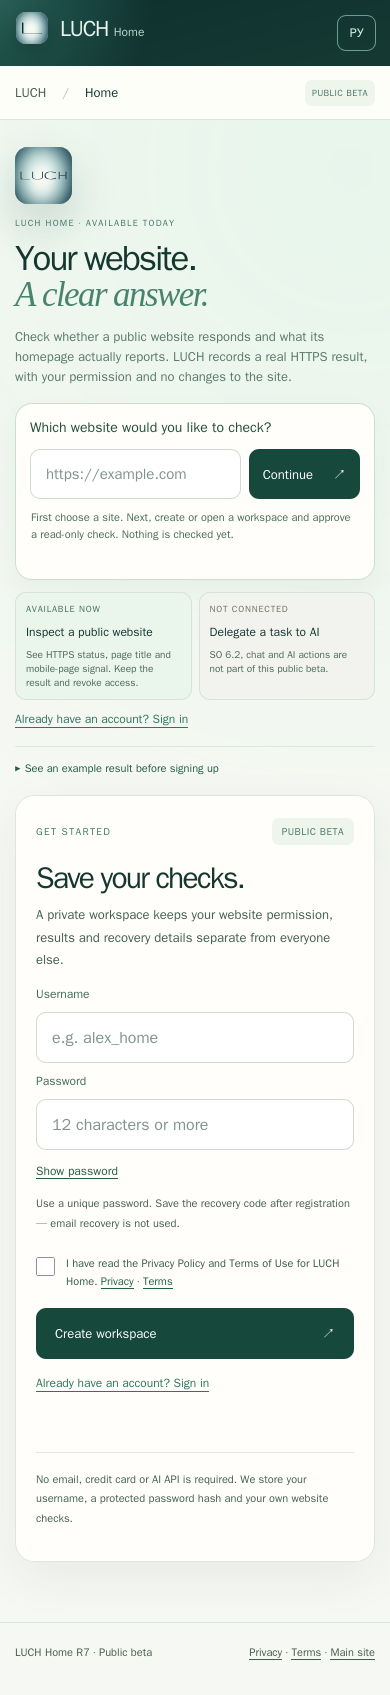 LUCH
LUCH Home
РУ
LUCH / Home
PUBLIC BETA
LUCH
LUCH HOME · AVAILABLE TODAY
Your website.
A clear answer.
Check whether a public website responds and what its
homepage actually reports. LUCH records a real HTTPS result,
with your permission and no changes to the site.
Which website would you like to check?
https://example.com
Continue ↗
First choose a site. Next, create or open a workspace and approve
a read-only check. Nothing is checked yet.
AVAILABLE NOW
Inspect a public website
See HTTPS status, page title and
mobile-page signal. Keep the
result and revoke access.
NOT CONNECTED
Delegate a task to AI
SO 6.2, chat and AI actions are
not part of this public beta.
Already have an account? Sign in
▸ See an example result before signing up
GET STARTED
PUBLIC BETA
Save your checks.
A private workspace keeps your website permission,
results and recovery details separate from everyone
else.
Username
e.g. alex_home
Password
12 characters or more
Show password
Use a unique password. Save the recovery code after registration
— email recovery is not used.
I have read the Privacy Policy and Terms of Use for LUCH
Home. Privacy · Terms
Create workspace ↗
Already have an account? Sign in
No email, credit card or AI API is required. We store your
username, a protected password hash and your own website
checks.
LUCH Home R7 · Public beta
Privacy · Terms · Main site